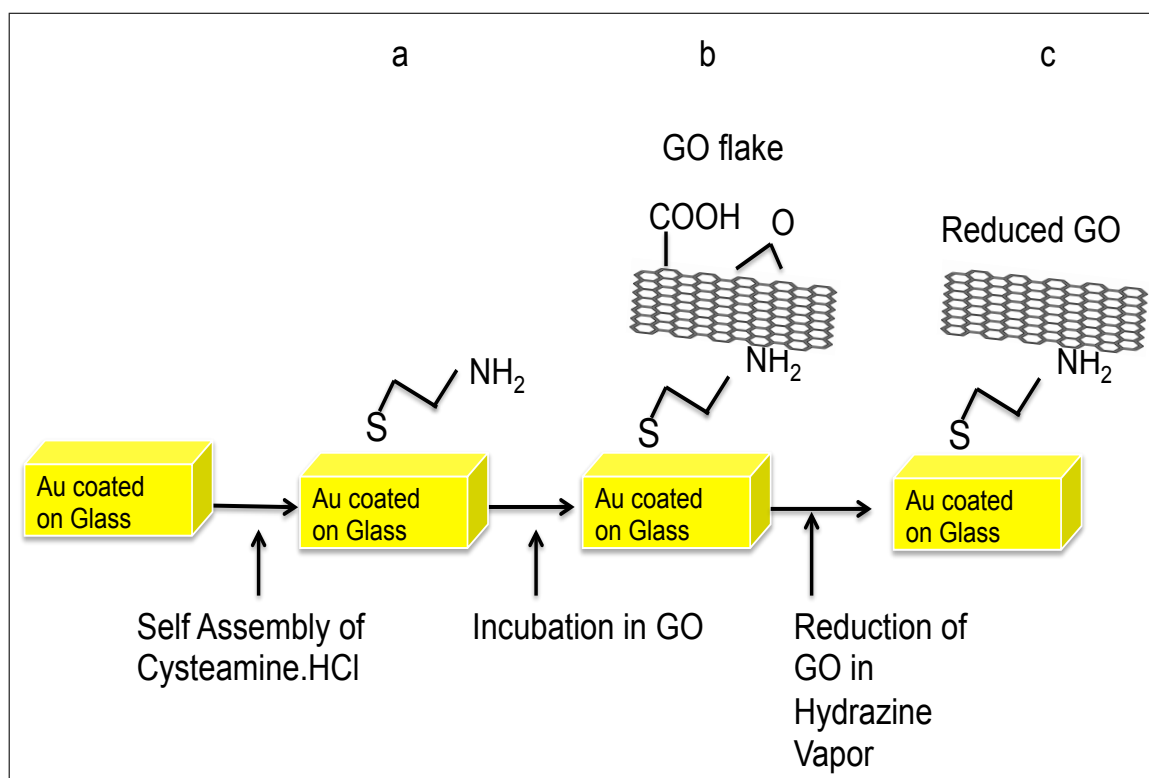 a
b
c
GO flake
COOH
O
Reduced GO
NH2
S
NH2
S
NH2
S
Au coated
on Glass
Au coated
on Glass
Au coated
on Glass
Au coated
on Glass
Self Assembly of
Cysteamine.HCl
Incubation in GO
Reduction of
GO in
Hydrazine
Vapor